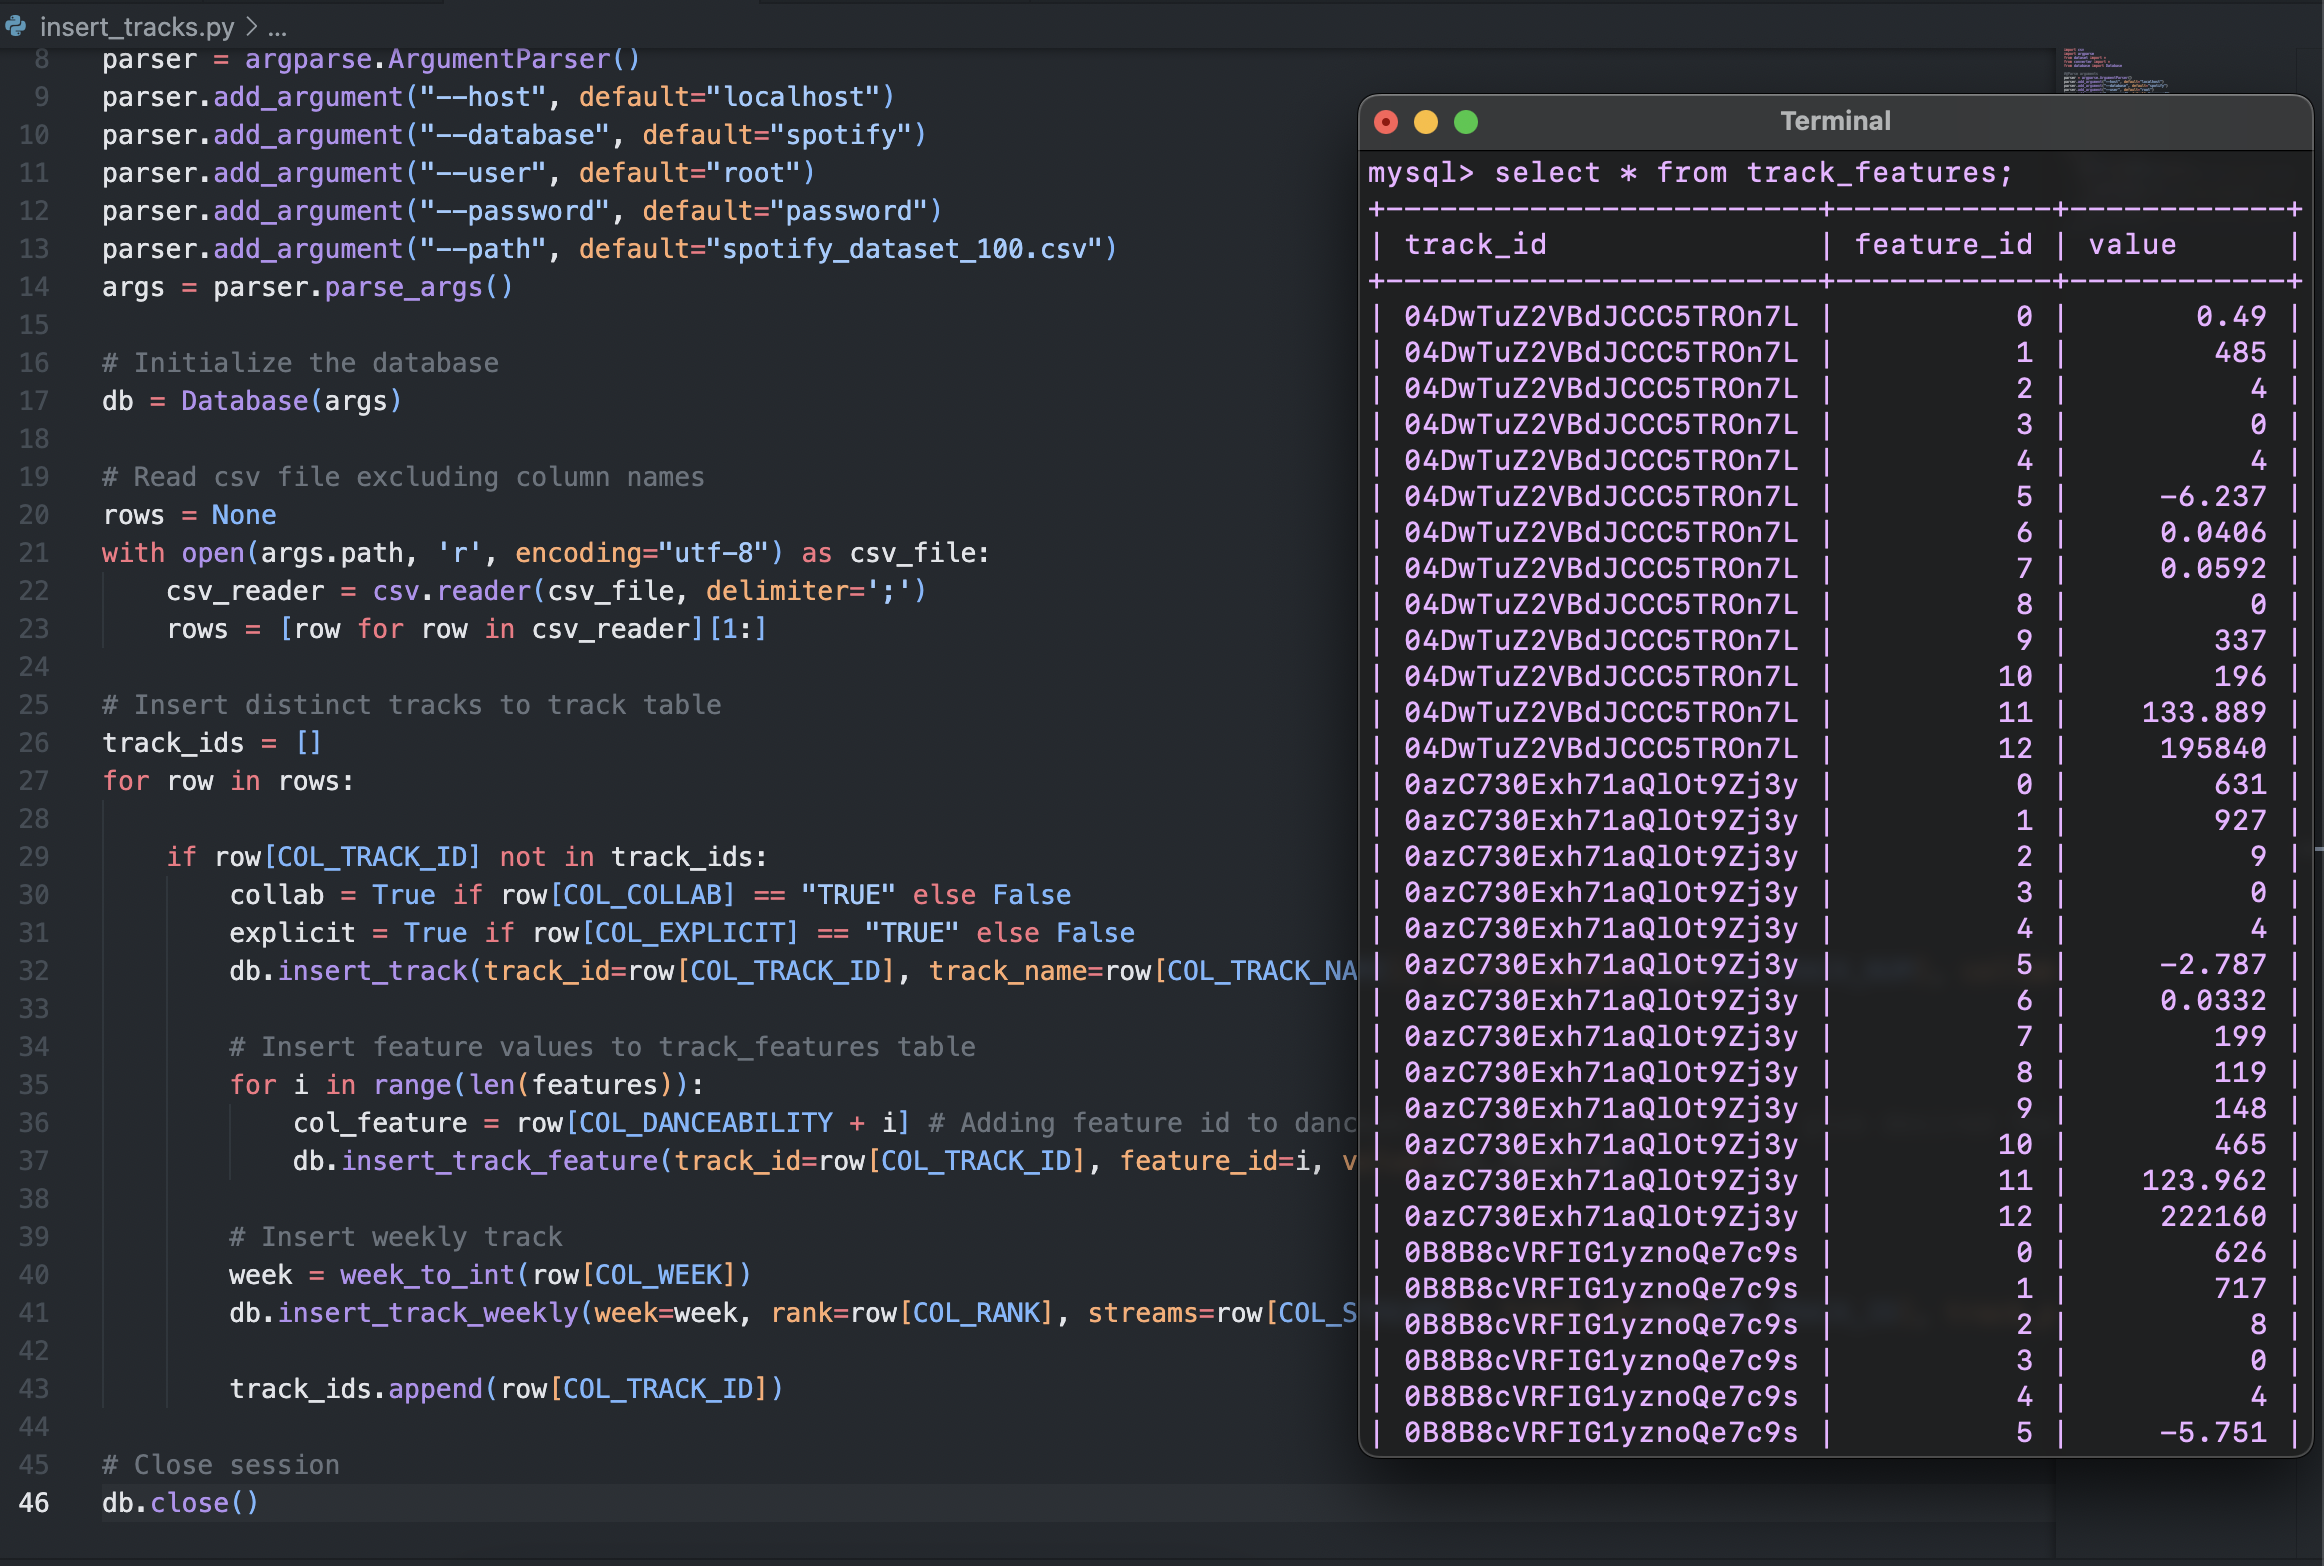 insert_tracks.py > ...
8 parser = argparse.ArgumentParser()
9 parser.add_argument("--host", default="localhost")
10 parser.add_argument("--database", default="spotify")
11 parser.add_argument("--user", default="root")
12 parser.add_argument("--password", default="password")
13 parser.add_argument("--path", default="spotify_dataset_100.csv")
14 args = parser.parse_args()
15
16 # Initialize the database
17 db = Database(args)
18
19 # Read csv file excluding column names
20 rows = None
21 with open(args.path, 'r', encoding="utf-8") as csv_file:
22     csv_reader = csv.reader(csv_file, delimiter=';')
23     rows = [row for row in csv_reader][1:]
24
25 # Insert distinct tracks to track table
26 track_ids = []
27 for row in rows:
28
29     if row[COL_TRACK_ID] not in track_ids:
30         collab = True if row[COL_COLLAB] == "TRUE" else False
31         explicit = True if row[COL_EXPLICIT] == "TRUE" else False
32         db.insert_track(track_id=row[COL_TRACK_ID], track_name=row[COL_TRACK_NA
33
34         # Insert feature values to track_features table
35         for i in range(len(features)):
36             col_feature = row[COL_DANCEABILITY + i] # Adding feature id to danc
37             db.insert_track_feature(track_id=row[COL_TRACK_ID], feature_id=i, v
38
39         # Insert weekly track
40         week = week_to_int(row[COL_WEEK])
41         db.insert_track_weekly(week=week, rank=row[COL_RANK], streams=row[COL_S
42
43         track_ids.append(row[COL_TRACK_ID])
44
45 # Close session
46 db.close()
Terminal
mysql> select * from track_features;
+------------------------+------------+------------+
| track_id               | feature_id | value      |
+------------------------+------------+------------+
| 04DwTuZ2VBdJCCC5TROn7L |          0 |       0.49 |
| 04DwTuZ2VBdJCCC5TROn7L |          1 |        485 |
| 04DwTuZ2VBdJCCC5TROn7L |          2 |          4 |
| 04DwTuZ2VBdJCCC5TROn7L |          3 |          0 |
| 04DwTuZ2VBdJCCC5TROn7L |          4 |          4 |
| 04DwTuZ2VBdJCCC5TROn7L |          5 |     -6.237 |
| 04DwTuZ2VBdJCCC5TROn7L |          6 |     0.0406 |
| 04DwTuZ2VBdJCCC5TROn7L |          7 |     0.0592 |
| 04DwTuZ2VBdJCCC5TROn7L |          8 |          0 |
| 04DwTuZ2VBdJCCC5TROn7L |          9 |        337 |
| 04DwTuZ2VBdJCCC5TROn7L |         10 |        196 |
| 04DwTuZ2VBdJCCC5TROn7L |         11 |    133.889 |
| 04DwTuZ2VBdJCCC5TROn7L |         12 |     195840 |
| 0azC730Exh71aQlOt9Zj3y |          0 |        631 |
| 0azC730Exh71aQlOt9Zj3y |          1 |        927 |
| 0azC730Exh71aQlOt9Zj3y |          2 |          9 |
| 0azC730Exh71aQlOt9Zj3y |          3 |          0 |
| 0azC730Exh71aQlOt9Zj3y |          4 |          4 |
| 0azC730Exh71aQlOt9Zj3y |          5 |     -2.787 |
| 0azC730Exh71aQlOt9Zj3y |          6 |     0.0332 |
| 0azC730Exh71aQlOt9Zj3y |          7 |        199 |
| 0azC730Exh71aQlOt9Zj3y |          8 |        119 |
| 0azC730Exh71aQlOt9Zj3y |          9 |        148 |
| 0azC730Exh71aQlOt9Zj3y |         10 |        465 |
| 0azC730Exh71aQlOt9Zj3y |         11 |    123.962 |
| 0azC730Exh71aQlOt9Zj3y |         12 |     222160 |
| 0B8B8cVRFIG1yznoQe7c9s |          0 |        626 |
| 0B8B8cVRFIG1yznoQe7c9s |          1 |        717 |
| 0B8B8cVRFIG1yznoQe7c9s |          2 |          8 |
| 0B8B8cVRFIG1yznoQe7c9s |          3 |          0 |
| 0B8B8cVRFIG1yznoQe7c9s |          4 |          4 |
| 0B8B8cVRFIG1yznoQe7c9s |          5 |     -5.751 |